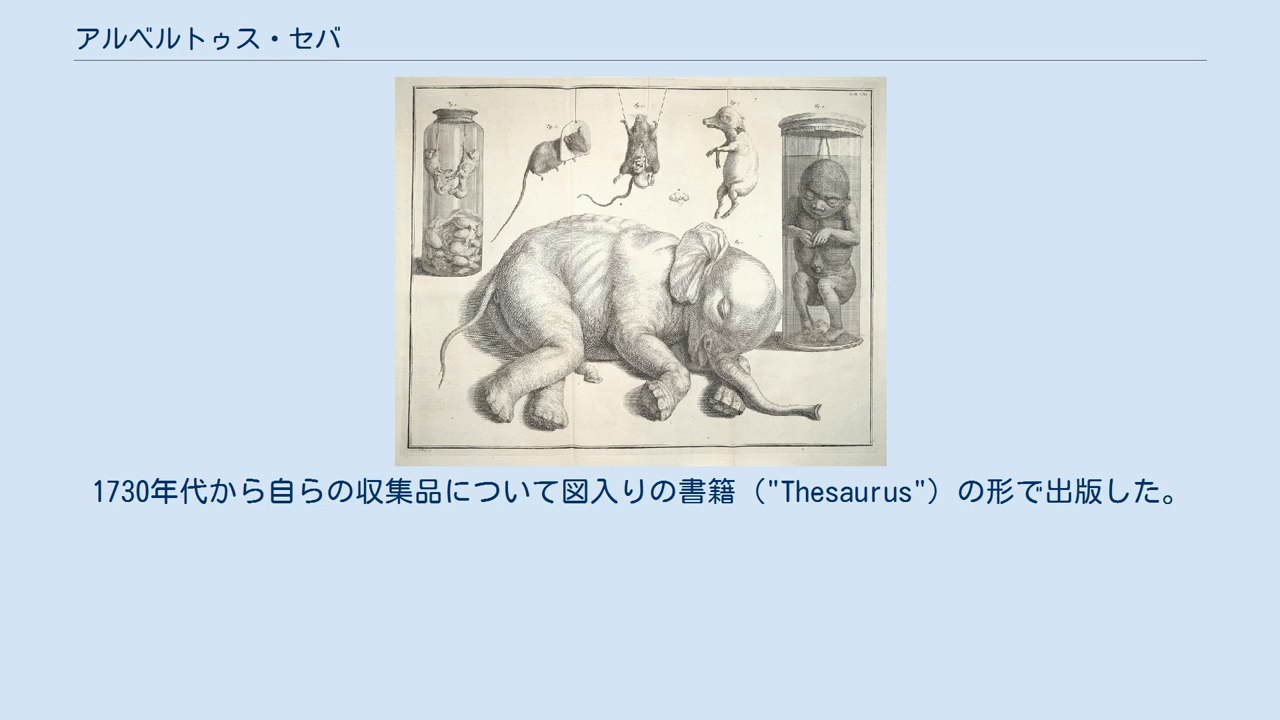 アルベルトゥス・セバ
1730年代から自らの収集品について図入りの書籍（"Thesaurus"）の形で出版した。